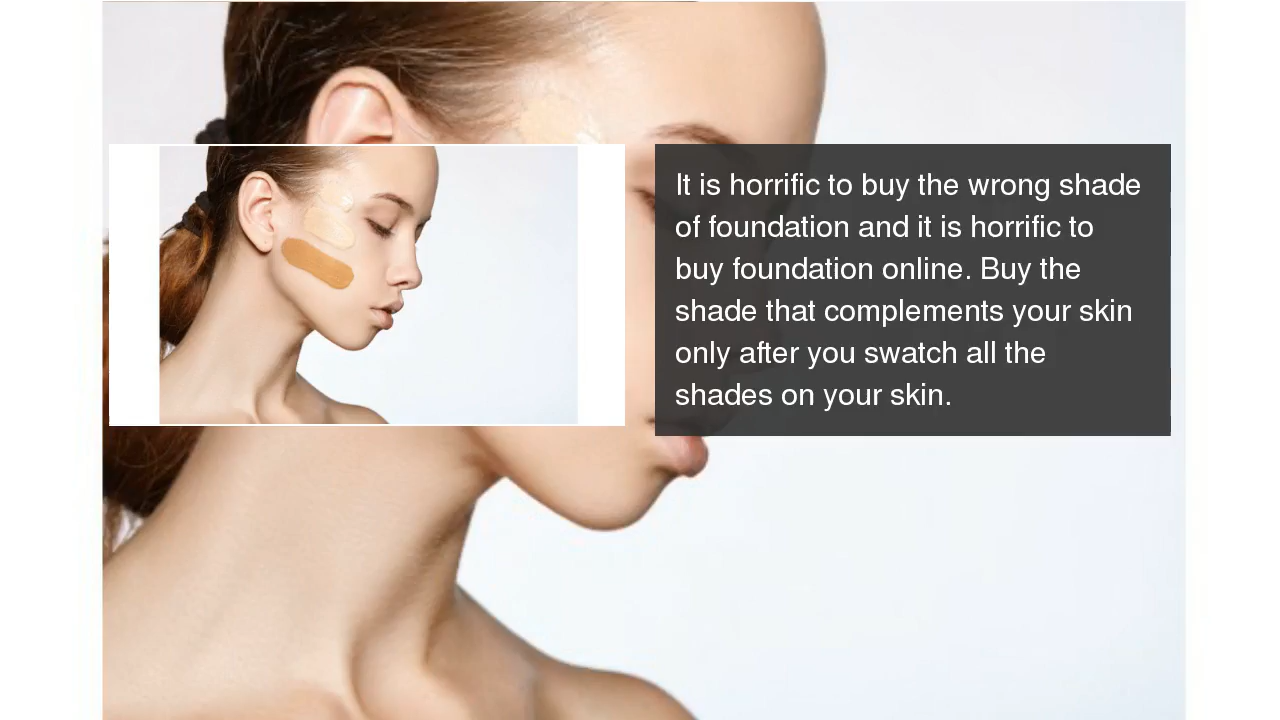 It is horrific to buy the wrong shade
of foundation and it is horrific to
buy foundation online. Buy the
shade that complements your skin
only after you swatch all the
shades on your skin.